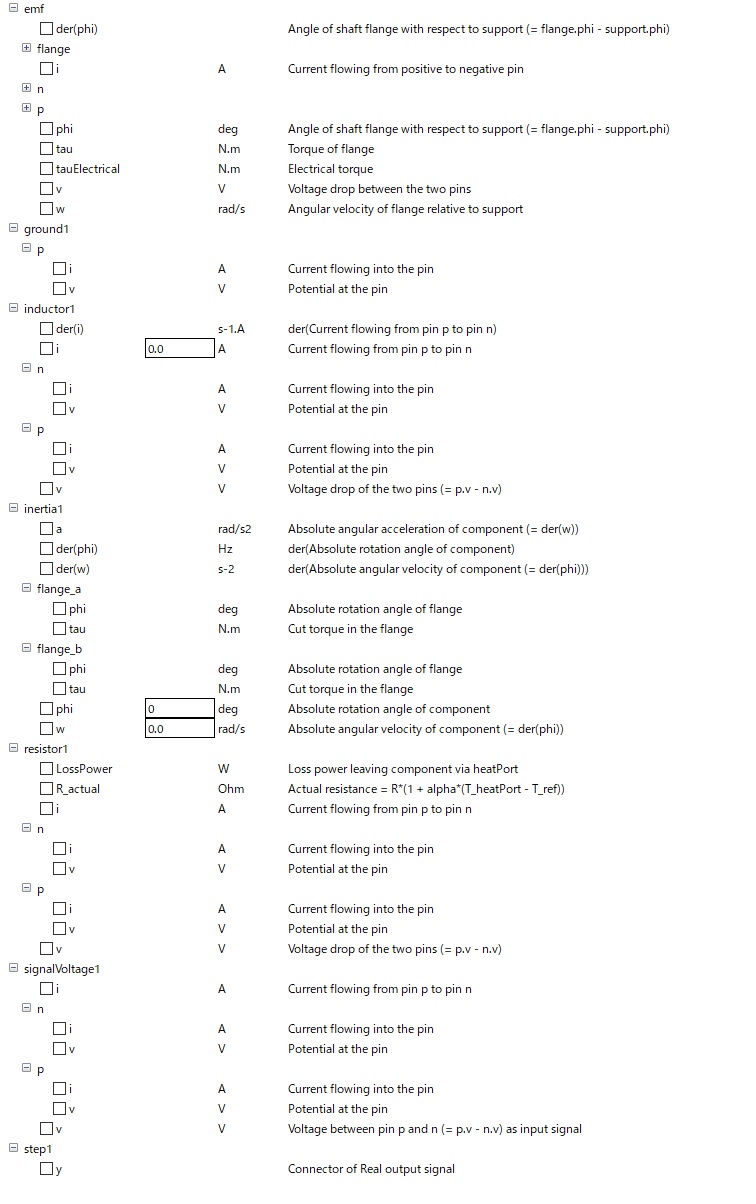 emf
der(phi) Angle of shaft flange with respect to support (= flange.phi - support.phi)
flange
i A Current flowing from positive to negative pin
n
p
phi deg Angle of shaft flange with respect to support (= flange.phi - support.phi)
tau N.m Torque of flange
tauElectrical N.m Electrical torque
v V Voltage drop between the two pins
w rad/s Angular velocity of flange relative to support
ground1
p
i A Current flowing into the pin
v V Potential at the pin
inductor1
der(i) s-1.A der(Current flowing from pin p to pin n)
i 0.0 A Current flowing from pin p to pin n
n
i A Current flowing into the pin
v V Potential at the pin
p
i A Current flowing into the pin
v V Potential at the pin
v V Voltage drop of the two pins (= p.v - n.v)
inertia1
a rad/s2 Absolute angular acceleration of component (= der(w))
der(phi) Hz der(Absolute rotation angle of component)
der(w) s-2 der(Absolute angular velocity of component (= der(phi)))
flange_a
phi deg Absolute rotation angle of flange
tau N.m Cut torque in the flange
flange_b
phi deg Absolute rotation angle of flange
tau N.m Cut torque in the flange
phi 0 deg Absolute rotation angle of component
w 0.0 rad/s Absolute angular velocity of component (= der(phi))
resistor1
LossPower W Loss power leaving component via heatPort
R_actual Ohm Actual resistance = R*(1 + alpha*(T_heatPort - T_ref))
i A Current flowing from pin p to pin n
n
i A Current flowing into the pin
v V Potential at the pin
p
i A Current flowing into the pin
v V Potential at the pin
v V Voltage drop of the two pins (= p.v - n.v)
signalVoltage1
i A Current flowing from pin p to pin n
n
i A Current flowing into the pin
v V Potential at the pin
p
i A Current flowing into the pin
v V Potential at the pin
v V Voltage between pin p and n (= p.v - n.v) as input signal
step1
y Connector of Real output signal